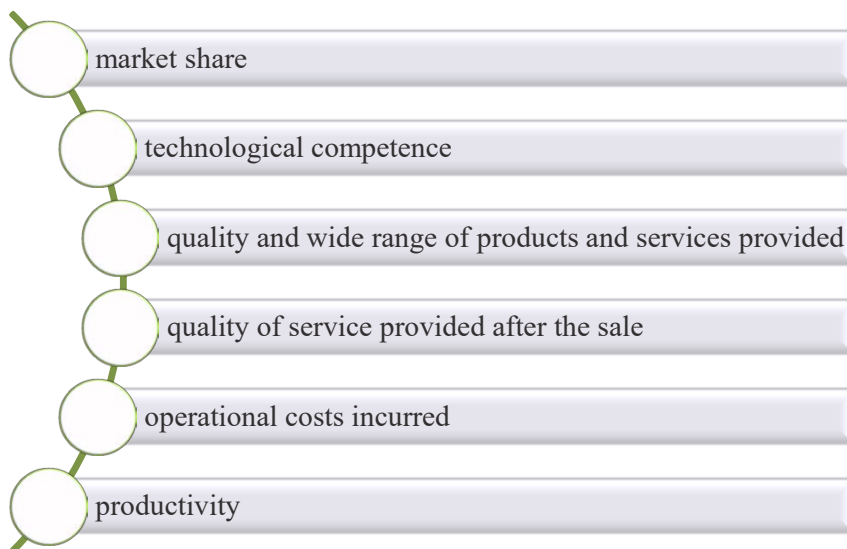 market share
technological competence
quality and wide range of products and services provided
quality of service provided after the sale
operational costs incurred
productivity